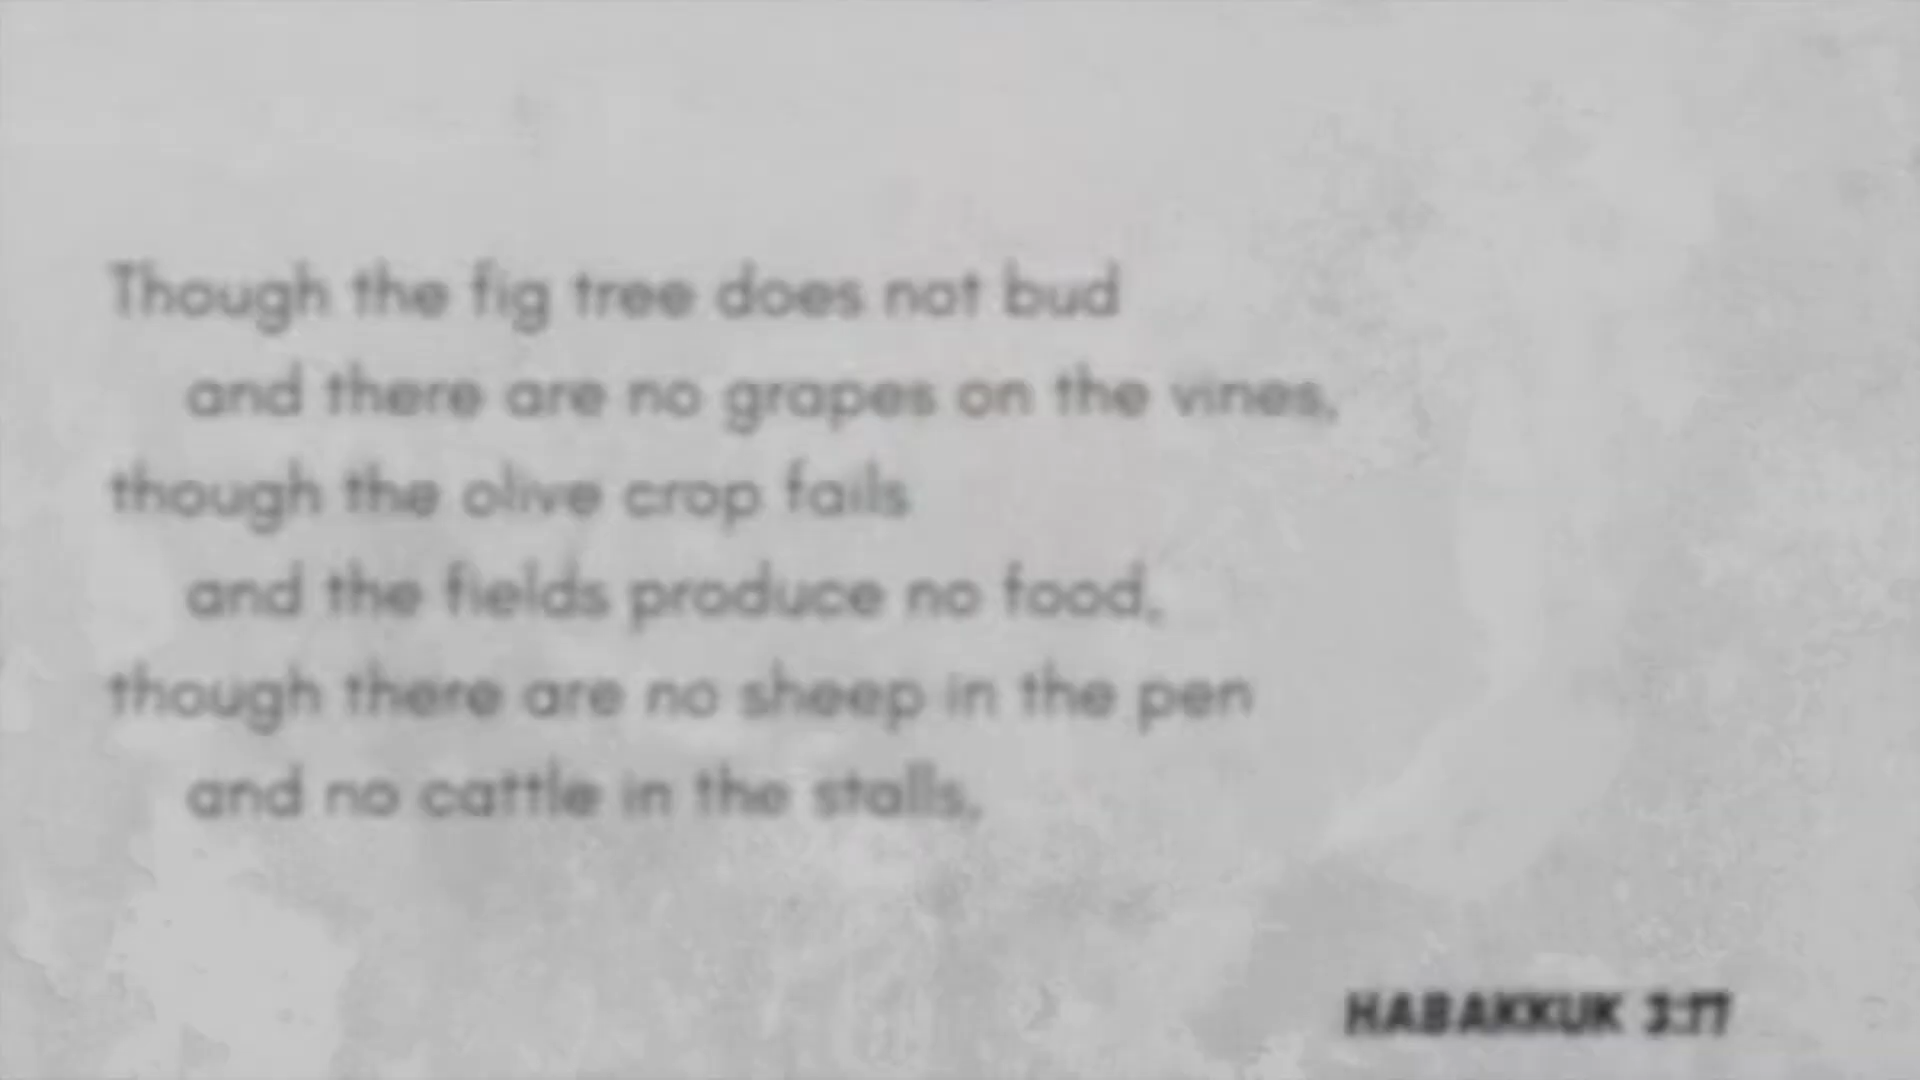 Though the fig tree does not bud
and there are no grapes on the vines,
though the olive crop fails
and the fields produce no food,
though there are no sheep in the pen
and no cattle in the stalls,
HABAKKUK 3:17